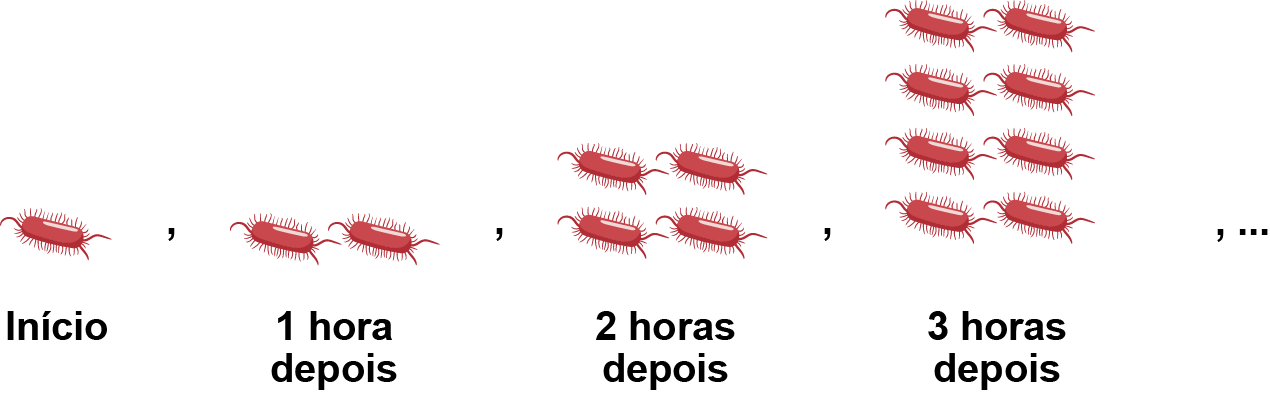 , , , , ...
Início 1 hora 2 horas 3 horas
depois depois depois